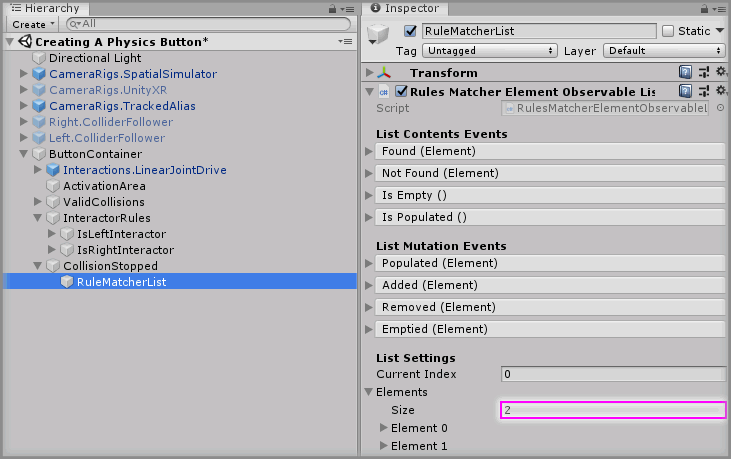 Hierarchy
Create
All
Creating A Physics Button*
Directional Light
CameraRigs.SpatialSimulator
CameraRigs.UnityXR
CameraRigs.TrackedAlias
Right.ColliderFollower
Left.ColliderFollower
ButtonContainer
Interactions.LinearJointDrive
ActivationArea
ValidCollisions
InteractorRules
IsLeftInteractor
IsRightInteractor
CollisionStopped
RuleMatcherList
Inspector
RuleMatcherList
Static
Tag Untagged Layer Default
Transform
Rules Matcher Element Observable Lis
Script RulesMatcherElementObservableL
List Contents Events
Found (Element)
Not Found (Element)
Is Empty ()
Is Populated ()
List Mutation Events
Populated (Element)
Added (Element)
Removed (Element)
Emptied (Element)
List Settings
Current Index 0
Elements
Size 2
Element 0
Element 1